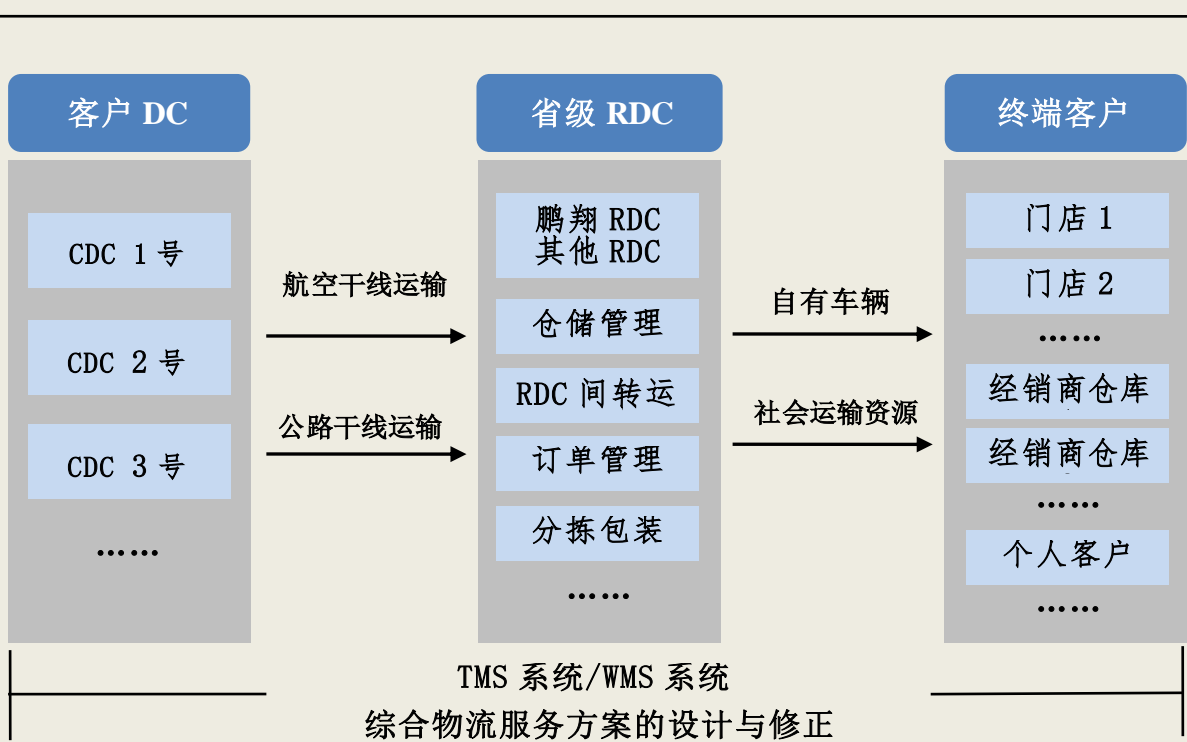 客户 DC
CDC 1 号
CDC 2 号
CDC 3 号
……
航空干线运输
公路干线运输
省级 RDC
鹏翔 RDC
其他 RDC
仓储管理
RDC 间转运
订单管理
分拣包装
……
自有车辆
社会运输资源
终端客户
门店 1
门店 2
……
经销商仓库
经销商仓库
……
个人客户
……
TMS 系统/WMS 系统
综合物流服务方案的设计与修正